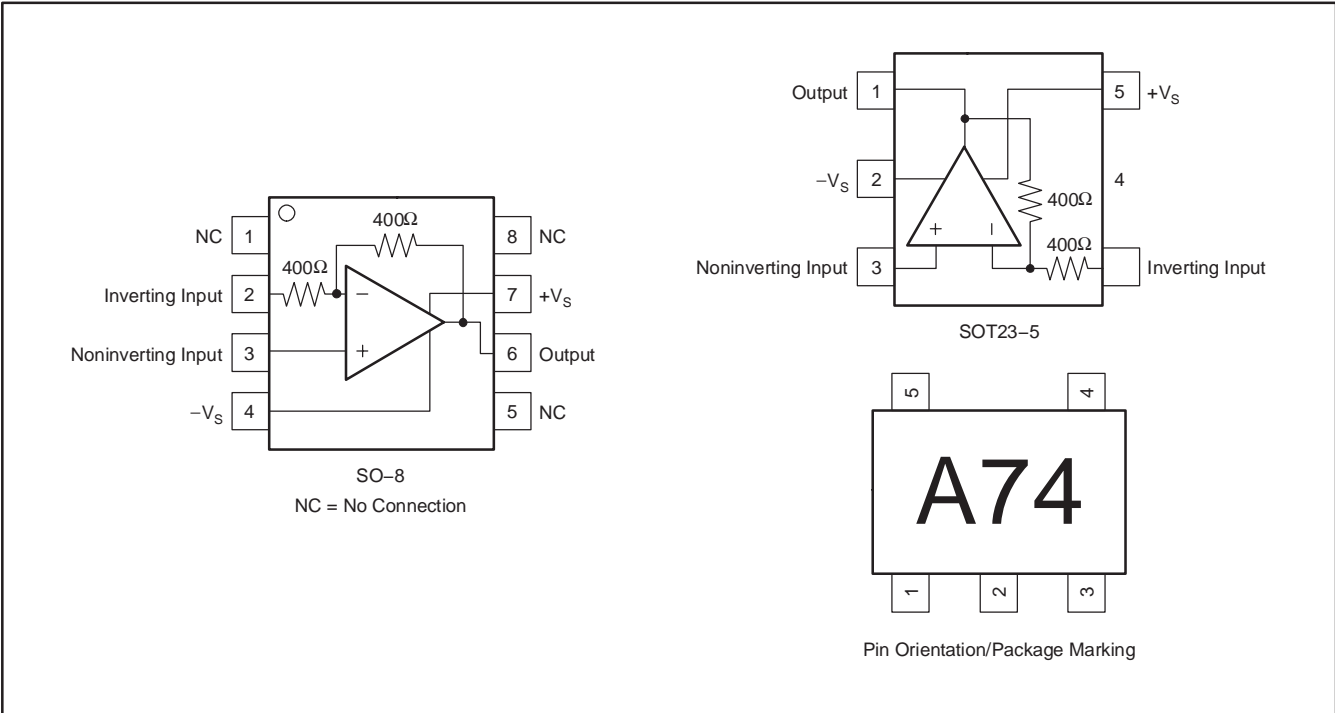 NC 1
8 NC
400Ω
400Ω
Inverting Input 2
−
7 +VS
Noninverting Input 3
+
6 Output
−VS 4
5 NC
SO−8
NC = No Connection
Output 1
5 +VS
−VS 2
4
400Ω
+ −
400Ω
Noninverting Input 3
Inverting Input
SOT23−5
5 4
A74
1 2 3
Pin Orientation/Package Marking